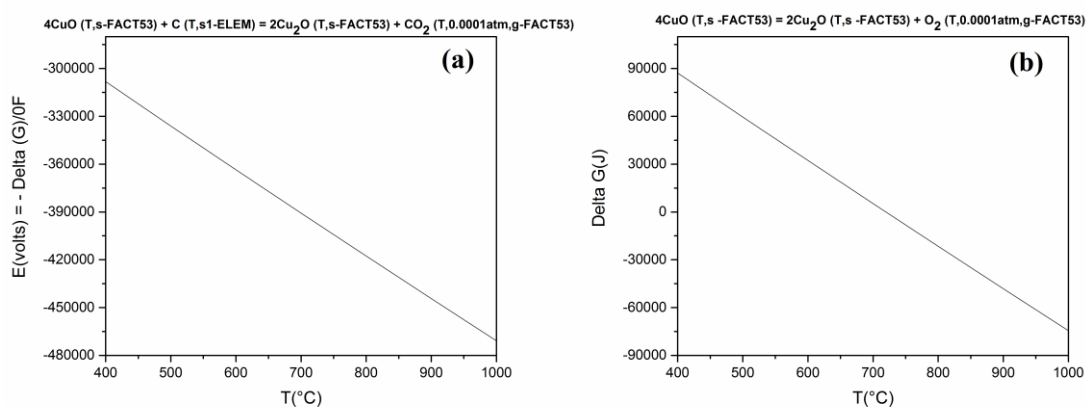 4CuO (T,s-FACT53) + C (T,s1-ELEM) = 2Cu₂O (T,s-FACT53) + CO₂ (T,0.0001atm,g-FACT53)
(a)
E(volts) = - Delta (G)/0F
-300000
-330000
-360000
-390000
-420000
-450000
-480000
400 500 600 700 800 900 1000
T(°C)
4CuO (T,s -FACT53) = 2Cu₂O (T,s -FACT53) + O₂ (T,0.0001atm,g-FACT53)
(b)
Delta G(J)
90000
60000
30000
0
-30000
-60000
-90000
400 500 600 700 800 900 1000
T(°C)